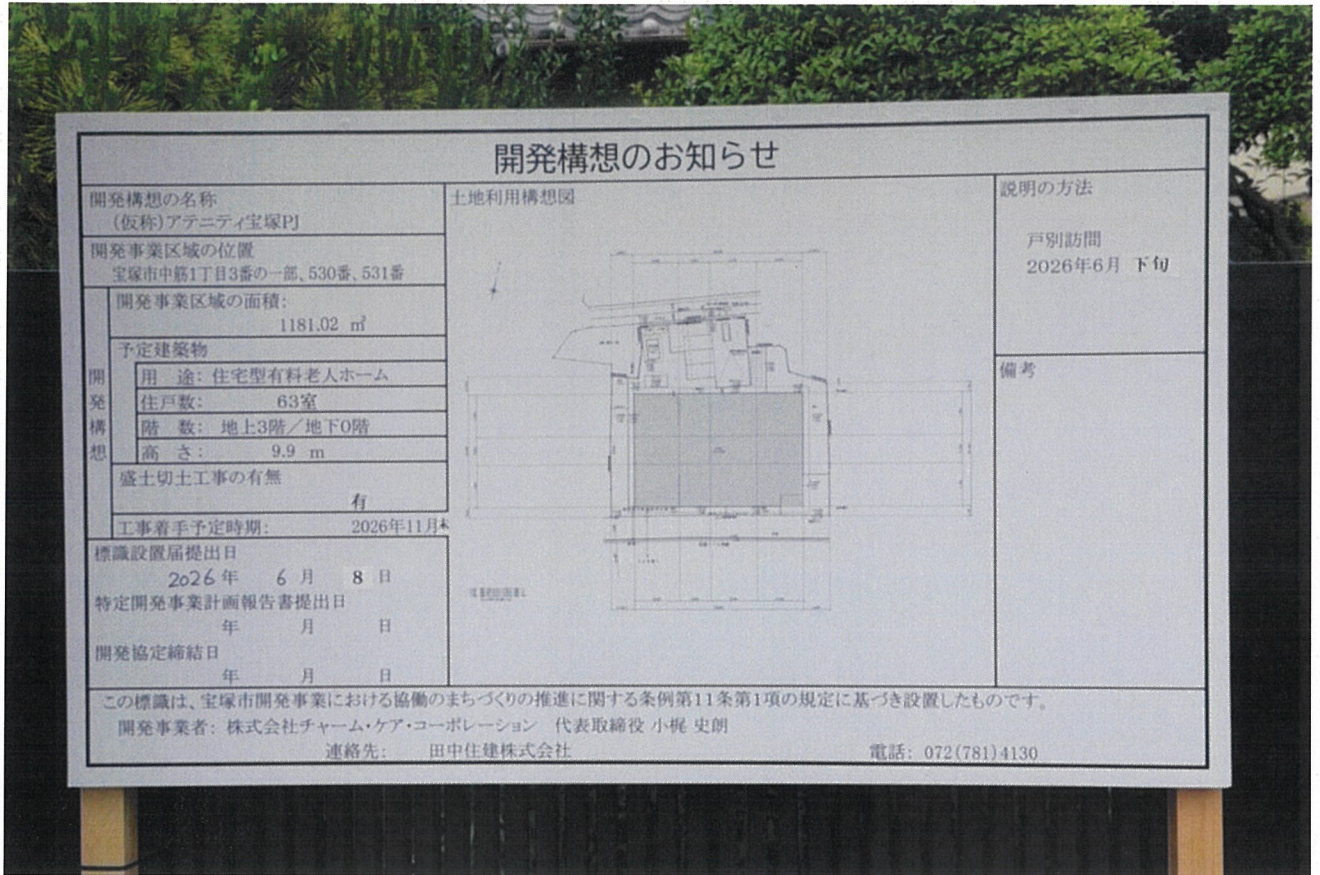 開発構想のお知らせ
開発構想の名称
(仮称)アテニティ宝塚PJ
開発事業区域の位置
宝塚市中筋1丁目3番の一部、530番、531番
開発構想
開発事業区域の面積:
1181.02 ㎡
予定建築物
用 途: 住宅型有料老人ホーム
住戸数: 63室
階 数: 地上3階/地下0階
高 さ: 9.9 m
盛土切土工事の有無
有
工事着手予定時期: 2026年11月末
標識設置届提出日
2026 年 6 月 8 日
特定開発事業計画報告書提出日
年 月 日
開発協定締結日
年 月 日
土地利用構想図
説明の方法
戸別訪問
2026年6月 下旬
備考
この標識は、宝塚市開発事業における協働のまちづくりの推進に関する条例第11条第1項の規定に基づき設置したものです。
開発事業者: 株式会社チャーム・ケア・コーポレーション 代表取締役 小梶 史朗
連絡先: 田中住建株式会社 電話: 072(781)4130